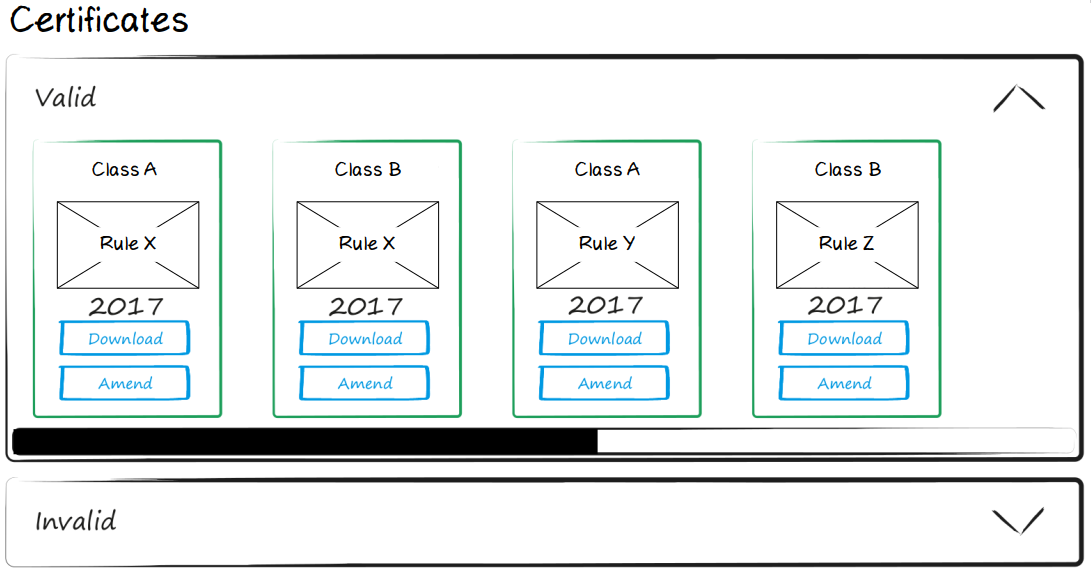 Certificates
Valid
Class A
Rule X
2017
Download
Amend
Class B
Rule X
2017
Download
Amend
Class A
Rule Y
2017
Download
Amend
Class B
Rule Z
2017
Download
Amend
Invalid